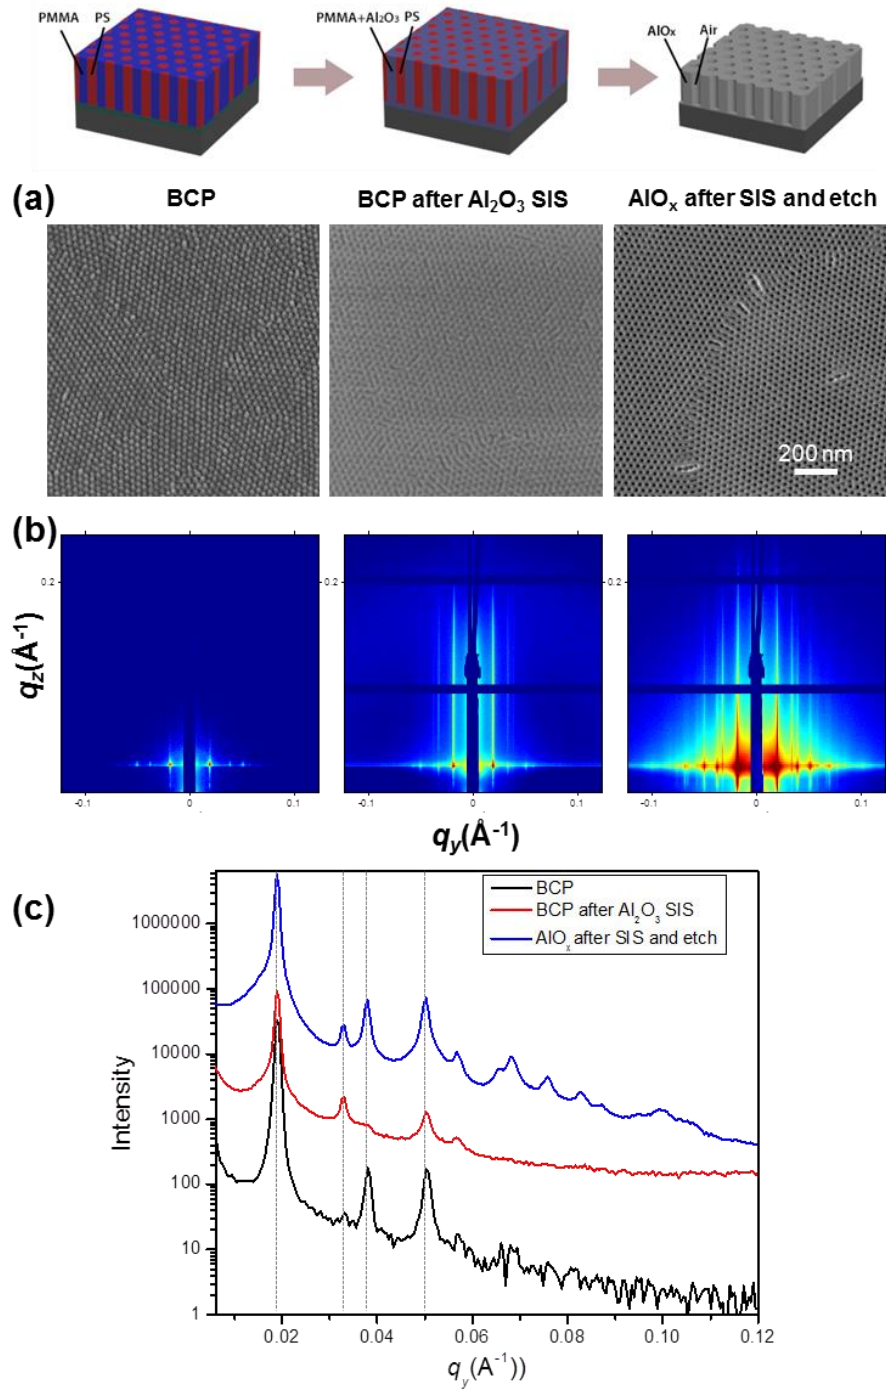 PMMA PS
PMMA+Al₂O₃ PS
AlOₓ Air
(a)
BCP
BCP after Al₂O₃ SIS
AlOₓ after SIS and etch
200 nm
(b)
0.2
0.2
0.2
q_z(Å⁻¹)
-0.1 0 0.1
-0.1 0 0.1
-0.1 0 0.1
q_y(Å⁻¹)
(c)
BCP
BCP after Al₂O₃ SIS
AlOₓ after SIS and etch
1000000
100000
10000
1000
100
10
1
Intensity
0.02 0.04 0.06 0.08 0.10 0.12
q_y(A⁻¹))